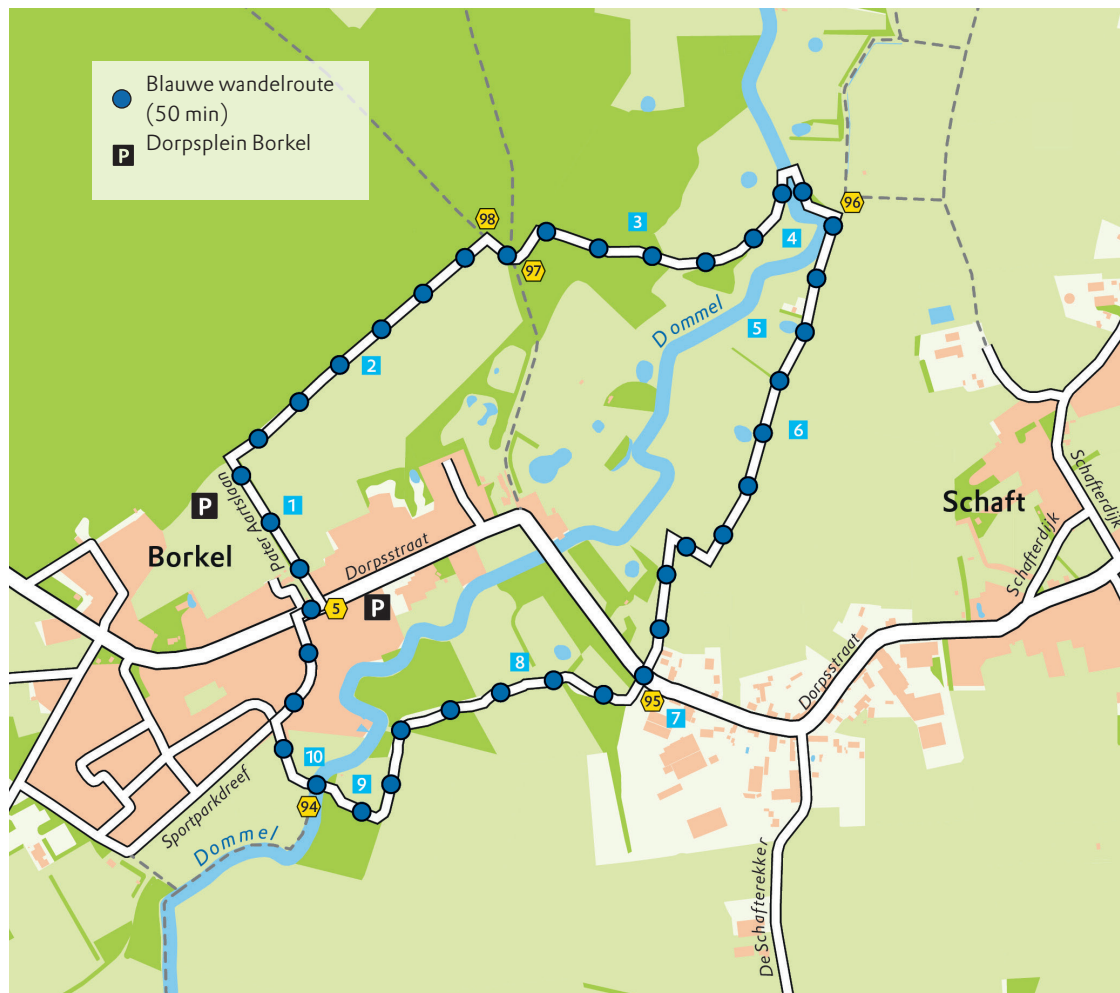 Blauwe wandelroute
(50 min)
P Dorpsplein Borkel
96
98
3
4
97
Dommel
5
2
6
Schaft
Schafterdijk
Schafterdijk
P
1
Pater Aartslaan
Borkel
Dorpsstraat
5
P
Dorpsstraat
8
95
7
10
9
94
Sportparkdreef
Dommel
De Schafterekker